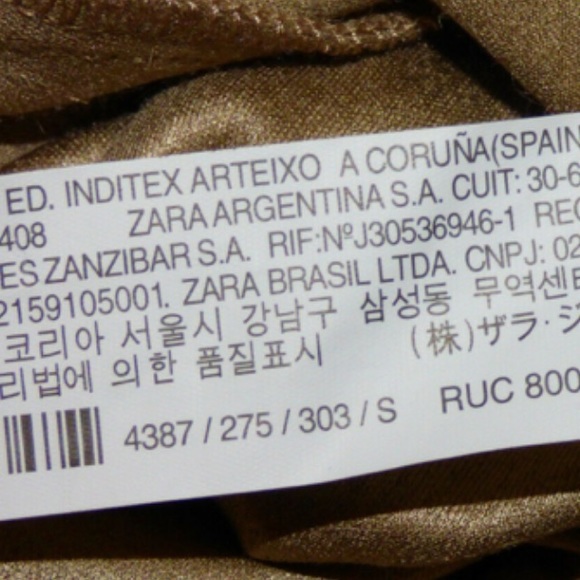 ED. INDITEX ARTEIXO A CORUÑA(SPAIN
408 ZARA ARGENTINA S.A. CUIT: 30-6
ES ZANZIBAR S.A. RIF:NºJ30536946-1 REG
2159105001. ZARA BRASIL LTDA. CNPJ: 02
코리아 서울시 강남구 삼성동 무역센터
리법에 의한 품질표시 (株)ザラ・ジ
4387 / 275 / 303 / S RUC 800